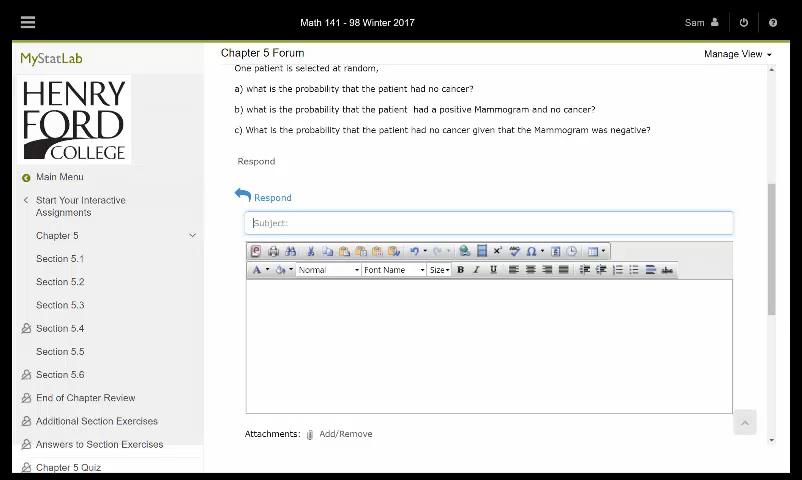 Math 141 - 98 Winter 2017
Sam
MyStatLab
Chapter 5 Forum
Manage View
HENRY
FORD
COLLEGE
Main Menu
Start Your Interactive
Assignments
Chapter 5
Section 5.1
Section 5.2
Section 5.3
Section 5.4
Section 5.5
Section 5.6
End of Chapter Review
Additional Section Exercises
Answers to Section Exercises
Chapter 5 Quiz
One patient is selected at random,
a) what is the probability that the patient had no cancer?
b) what is the probability that the patient had a positive Mammogram and no cancer?
c) What is the probability that the patient had no cancer given that the Mammogram was negative?
Respond
Respond
Subject:
Normal
Font Name
Size
B I U
Attachments: Add/Remove